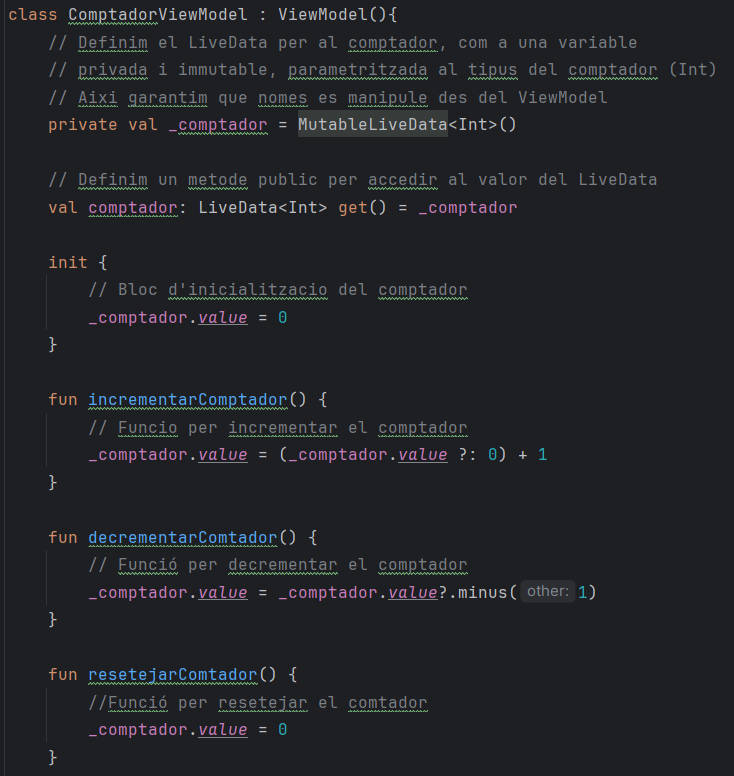 class ComptadorViewModel : ViewModel(){
// Definim el LiveData per al comptador, com a una variable
// privada i immutable, parametritzada al tipus del comptador (Int)
// Aixi garantim que nomes es manipule des del ViewModel
private val _comptador = MutableLiveData<Int>()
// Definim un metode public per accedir al valor del LiveData
val comptador: LiveData<Int> get() = _comptador
init {
// Bloc d'inicialitzacio del comptador
_comptador.value = 0
}
fun incrementarComptador() {
// Funcio per incrementar el comptador
_comptador.value = (_comptador.value ?: 0) + 1
}
fun decrementarComtador() {
// Funció per decrementar el comptador
_comptador.value = _comptador.value?.minus( other: 1)
}
fun resetejarComtador() {
//Funció per resetejar el comtador
_comptador.value = 0
}